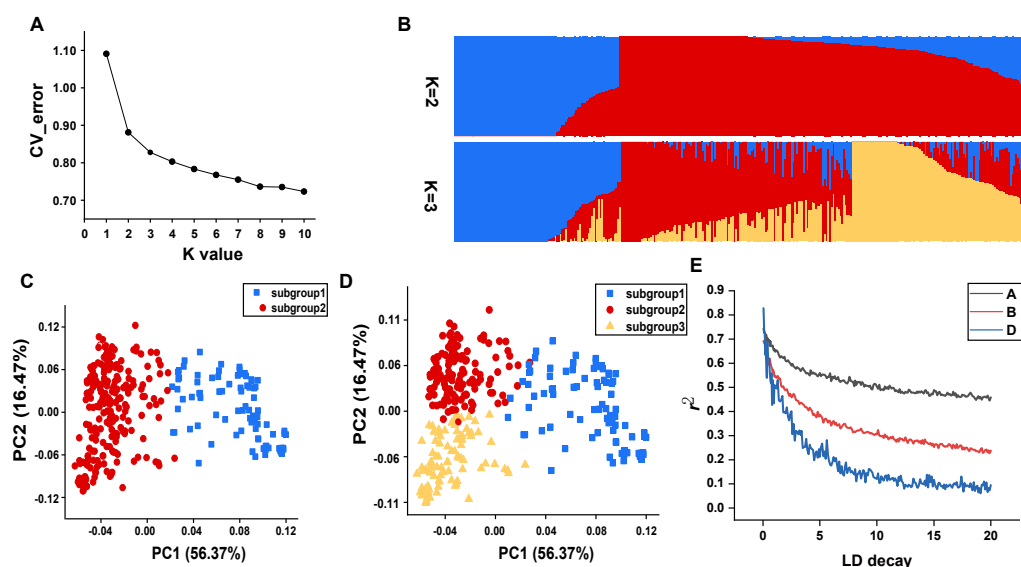 A
1.10
1.00
0.90
0.80
0.70
CV_error
0 1 2 3 4 5 6 7 8 9 10
K value
B
K=2
K=3
C
subgroup1
subgroup2
0.12
0.06
0.00
-0.06
-0.12
PC2 (16.47%)
-0.04 0.00 0.04 0.08 0.12
PC1 (56.37%)
D
subgroup1
subgroup2
subgroup3
0.11
0.06
0.00
-0.06
-0.11
PC2 (16.47%)
-0.04 0.00 0.04 0.08 0.12
PC1 (56.37%)
E
A
B
D
0.9
0.8
0.7
0.6
0.5
0.4
0.3
0.2
0.1
0.0
r²
0 5 10 15 20
LD decay